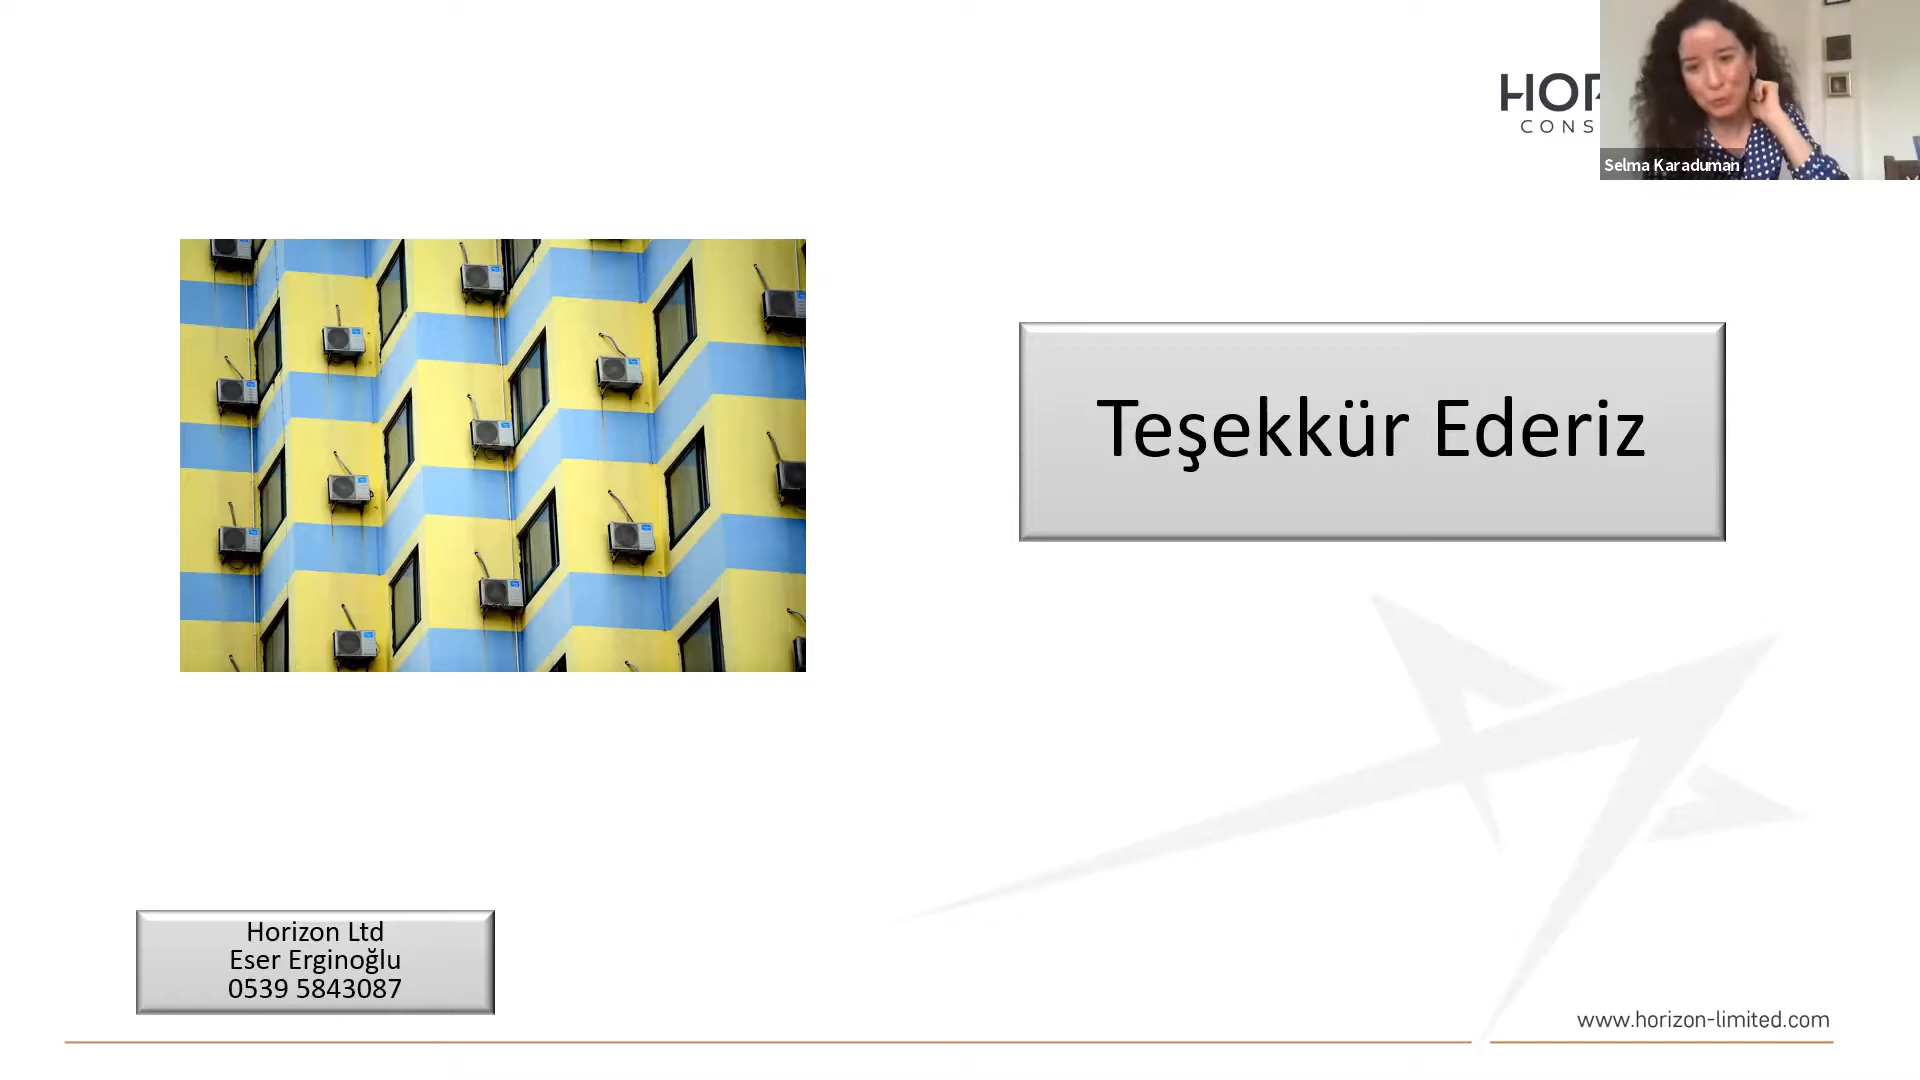 Selma Karaduman
Teşekkür Ederiz
Horizon Ltd
Eser Erginoğlu
0539 5843087
www.horizon-limited.com